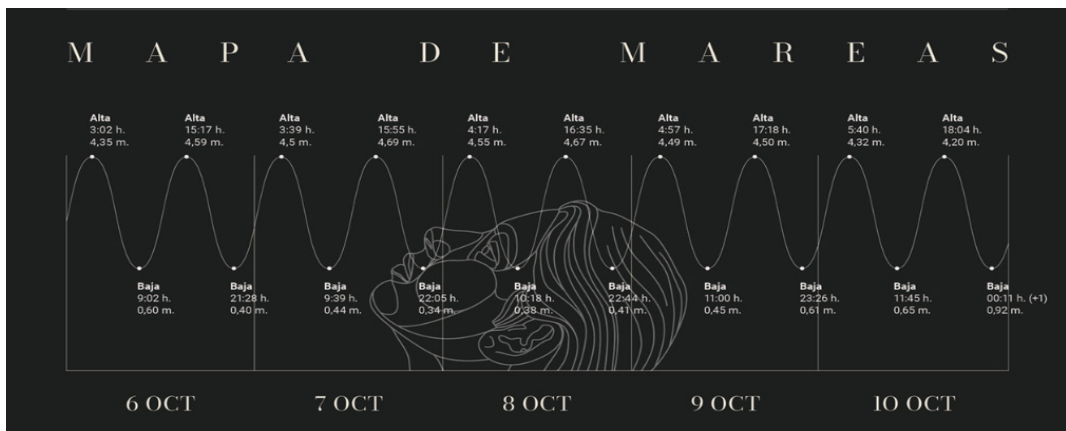 MAPA DE MAREAS
Alta
3:02 h.
4,35 m.
Alta
15:17 h.
4,59 m.
Alta
3:39 h.
4,5 m.
Alta
15:55 h.
4,69 m.
Alta
4:17 h.
4,55 m.
Alta
16:35 h.
4,67 m.
Alta
4:57 h.
4,49 m.
Alta
17:18 h.
4,50 m.
Alta
5:40 h.
4,32 m.
Alta
18:04 h.
4,20 m.
Baja
9:02 h.
0,60 m.
Baja
21:28 h.
0,40 m.
Baja
9:39 h.
0,44 m.
Baja
22:05 h.
0,34 m.
Baja
10:18 h.
0,38 m.
Baja
22:44 h.
0,41 m.
Baja
11:00 h.
0,45 m.
Baja
23:26 h.
0,61 m.
Baja
11:45 h.
0,65 m.
Baja
00:11 h. (+1)
0,92 m.
6 OCT
7 OCT
8 OCT
9 OCT
10 OCT